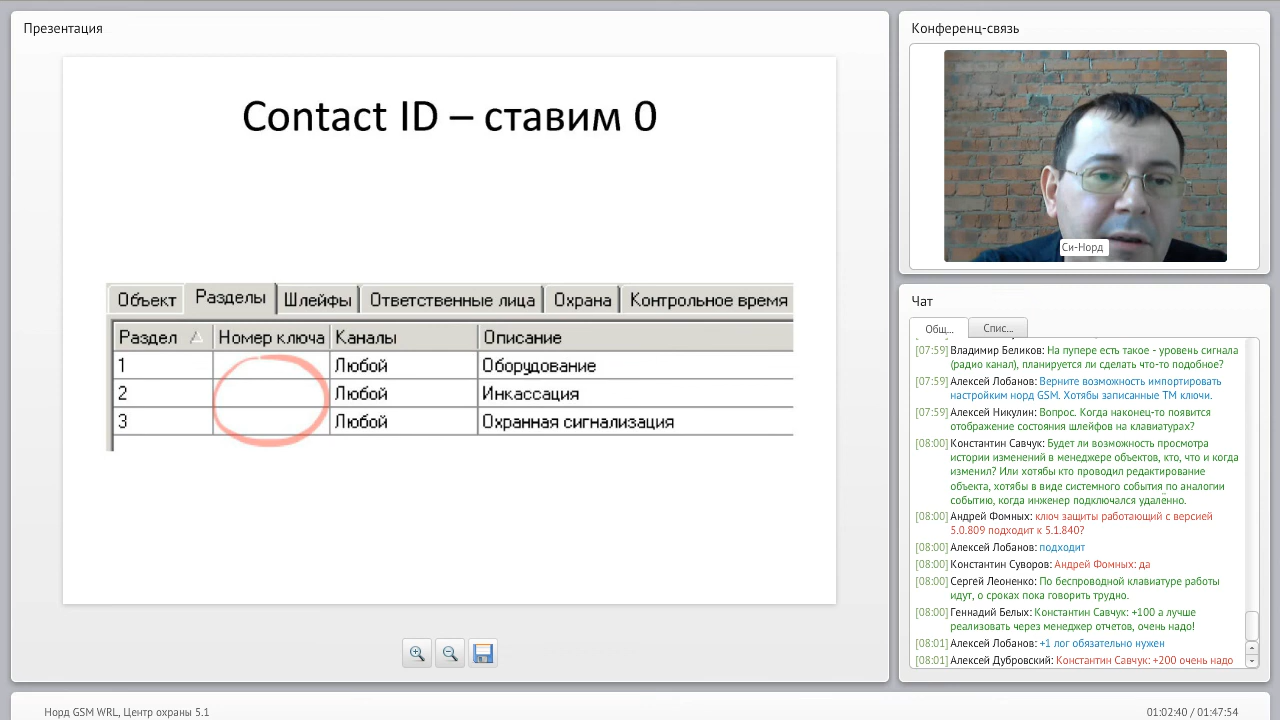 Презентация
Contact ID – ставим 0
Объект Разделы Шлейфы Ответственные лица Охрана Контрольное время
Раздел Номер ключа Каналы Описание
1 Любой Оборудование
2 Любой Инкассация
3 Любой Охранная сигнализация
Конференц-связь
Си-Норд
Чат
Общ... Спис...
[07:59] Владимир Беликов: На пупере есть такое - уровень сигнала
(радио канал), планируется ли сделать что-то подобное?
[07:59] Алексей Лобанов: Верните возможность импортировать
настройким норд GSM. Хотябы записанные ТМ ключи.
[07:59] Алексей Никулин: Вопрос. Когда наконец-то появится
отображение состояния шлейфов на клавиатурах?
[08:00] Константин Савчук: Будет ли возможность просмотра
истории изменений в менеджере объектов, кто, что и когда
изменил? Или хотябы кто проводил редактирование
объекта, хотябы в виде системного события по аналогии
событию, когда инженер подключался удалённо.
[08:00] Андрей Фомных: ключ защиты работающий с версией
5.0.809 подходит к 5.1.840?
[08:00] Алексей Лобанов: подходит
[08:00] Константин Суворов: Андрей Фомных: да
[08:00] Сергей Леоненко: По беспроводной клавиатуре работы
идут, о сроках пока говорить трудно.
[08:00] Геннадий Белых: Константин Савчук: +100 а лучше
реализовать через менеджер отчетов, очень надо!
[08:01] Алексей Лобанов: +1 лог обязательно нужен
[08:01] Алексей Дубровский: Константин Савчук: +200 очень надо
Норд GSM WRL, Центр охраны 5.1
01:02:40 / 01:47:54